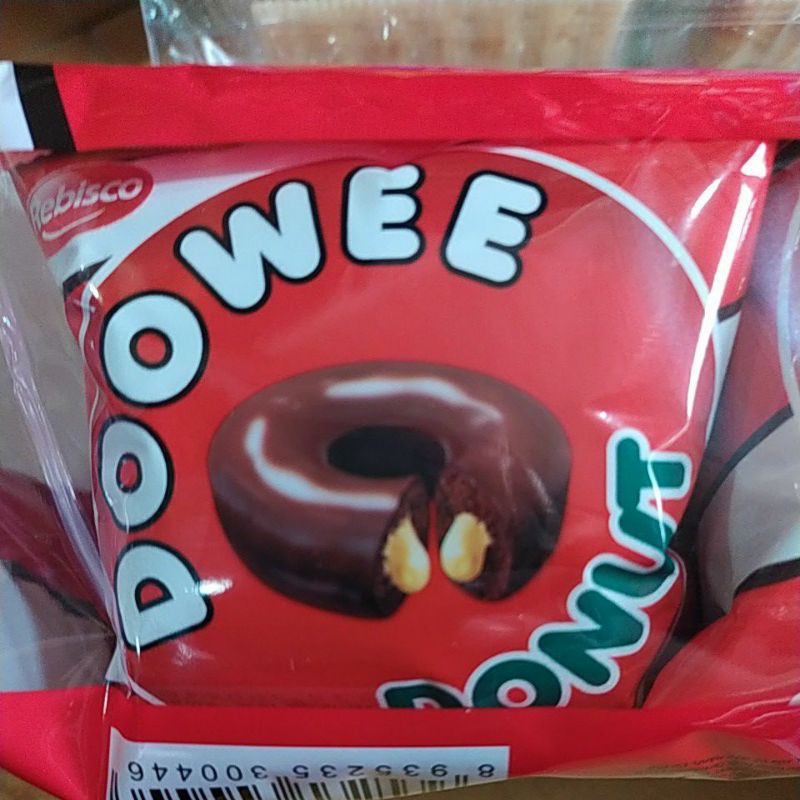 Rebisco
DOOWEE
DONUT
8 935235 300446